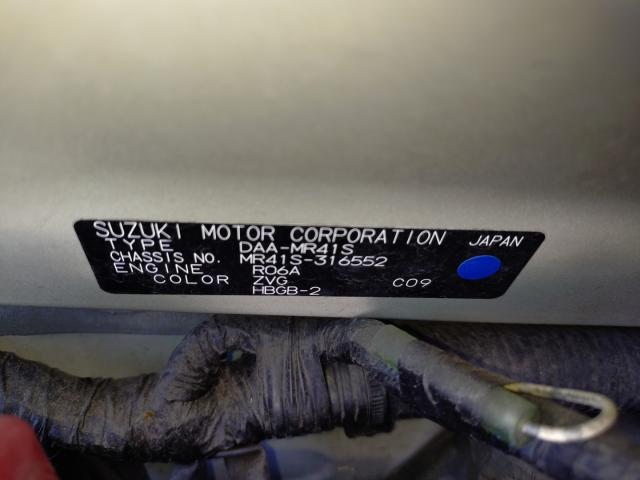 SUZUKI MOTOR CORPORATION JAPAN
TYPE DAA-MR41S
CHASSIS NO. MR41S-316552
ENGINE R06A
COLOR ZVG C09
HBGB-2